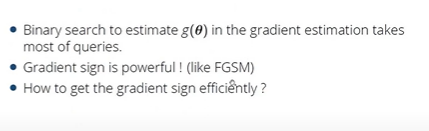 • Binary search to estimate g(θ) in the gradient estimation takes
most of queries.
• Gradient sign is powerful ! (like FGSM)
• How to get the gradient sign efficiently ?